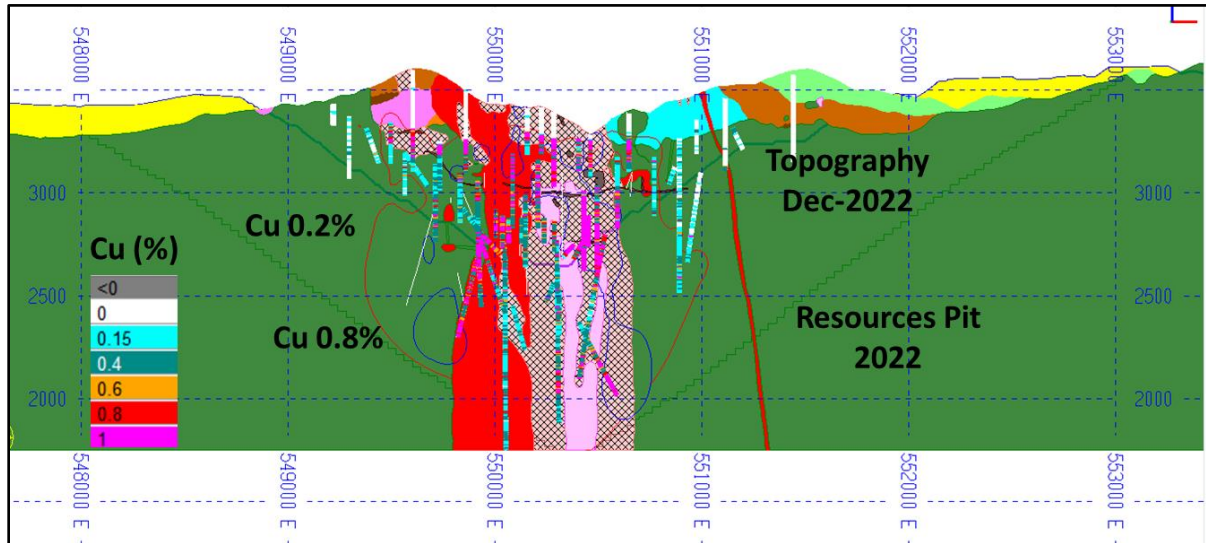 548000 E
549000 E
550000 E
551000 E
552000 E
553000 E
Topography
Dec-2022
3000
3000
Cu 0.2%
Cu (%)
<0
0
0.15
0.4
0.6
0.8
1
2500
2500
Cu 0.8%
Resources Pit
2022
2000
2000
548000 E
549000 E
550000 E
551000 E
552000 E
553000 E